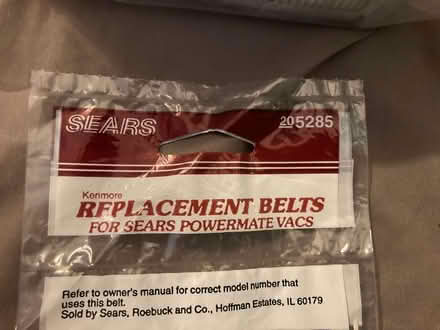 SEARS 205285
Kenmore
REPLACEMENT BELTS
FOR SEARS POWERMATE VACS
Refer to owner's manual for correct model number that
uses this belt.
Sold by Sears, Roebuck and Co., Hoffman Estates, IL 60179